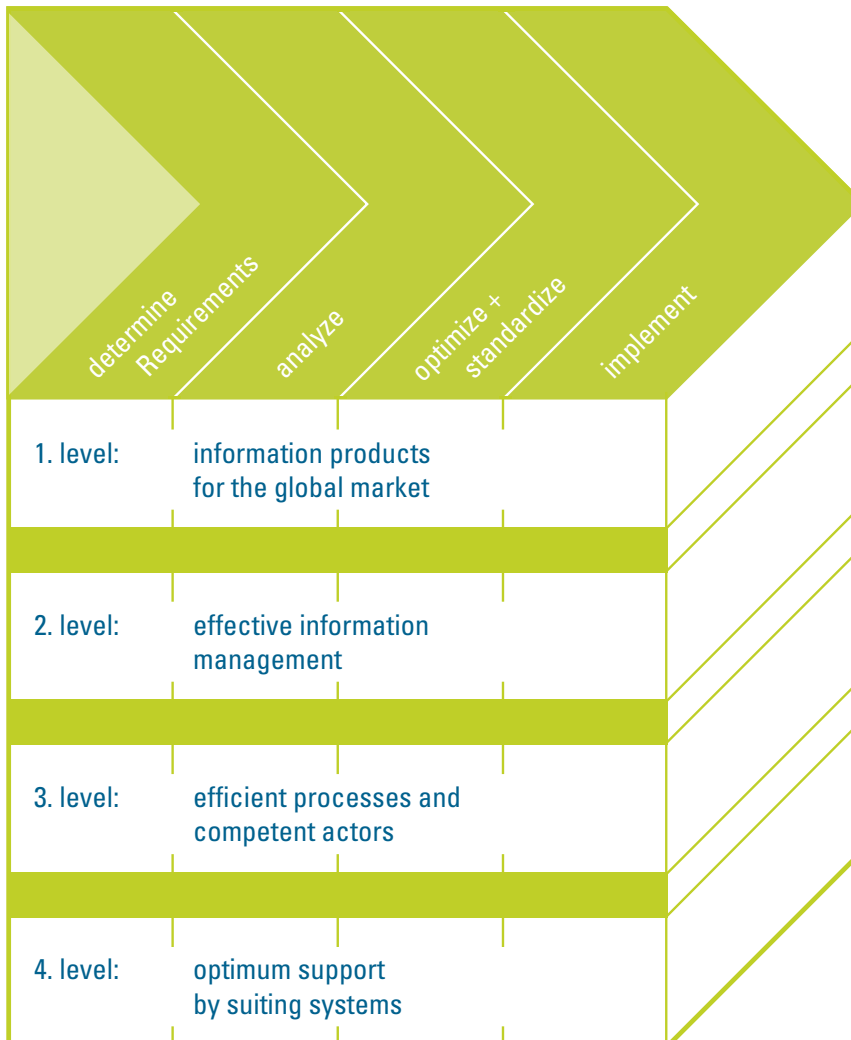 determine
Requirements
analyze
optimize +
standardize
implement
1. level: information products
for the global market
2. level: effective information
management
3. level: efficient processes and
competent actors
4. level: optimum support
by suiting systems